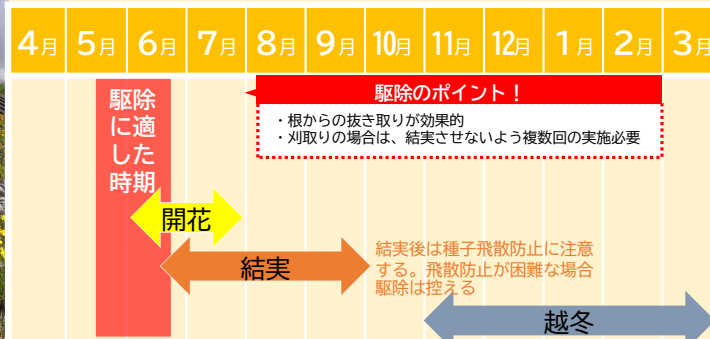 4月 5月 6月 7月 8月 9月 10月 11月 12月 1月 2月 3月
駆除
に適
した
時期
駆除のポイント！
・根からの抜き取りが効果的
・刈取りの場合は、結実させないよう複数回の実施必要
開花
結実
結実後は種子飛散防止に注意
する。飛散防止が困難な場合
駆除は控える
越冬